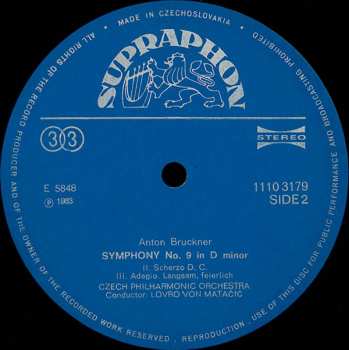 MADE IN CZECHOSLOVAKIA
ALL RIGHTS OF THE RECORD PRODUCER AND OF THE OWNER OF THE RECORDED WORK RESERVED . REPRODUCTION . USE OF THIS DISC FOR PUBLIC PERFORMANCE AND BROADCASTING PROHIBITED
SUPRAPHON
33
STEREO
E 5848
℗ 1983
1110 3179
SIDE 2
Anton Bruckner
SYMPHONY No. 9 in D minor
II. Scherzo D. C.
III. Adagio. Langsam, feierlich
CZECH PHILHARMONIC ORCHESTRA
Conductor: LOVRO VON MATAČIĆ